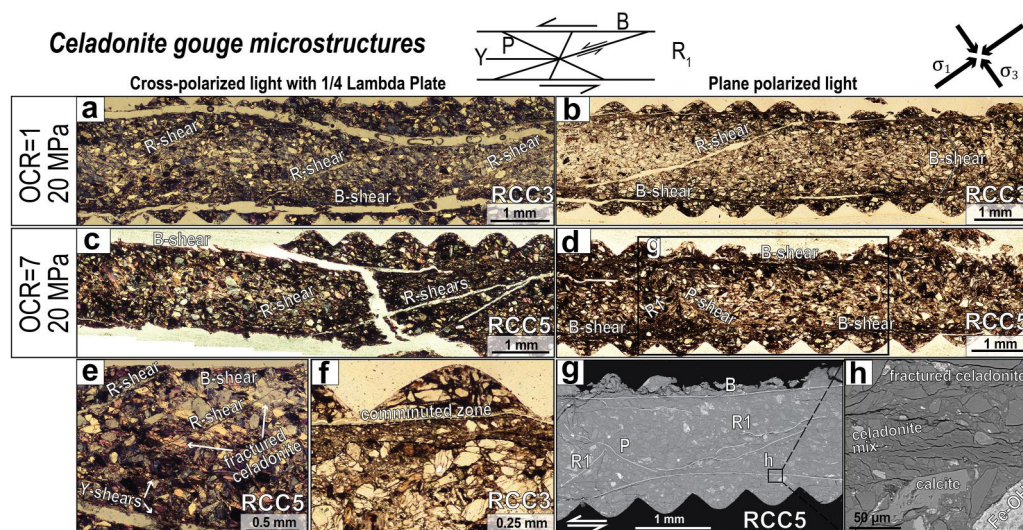 Celadonite gouge microstructures
B
P
Y
R1
σ1
σ3
Cross-polarized light with 1/4 Lambda Plate
Plane polarized light
OCR=1
20 MPa
a
R-shear
R-shear
R-shear
B-shear
RCC3
1 mm
b
R-shear
B-shear
B-shear
RCC3
1 mm
OCR=7
20 MPa
c
B-shear
R-shear
R-shears
RCC5
1 mm
d
g
B-shear
R1
P-shear
B-shear
B-shear
RCC5
1 mm
e
R-shear
B-shear
R-shear
fractured
celadonite
Y-shears
RCC5
0.5 mm
f
comminuted zone
RCC3
0.25 mm
g
B
R1
P
R1
h
1 mm
RCC5
h
fractured celadonite
celadonite
mix
calcite
50 µm